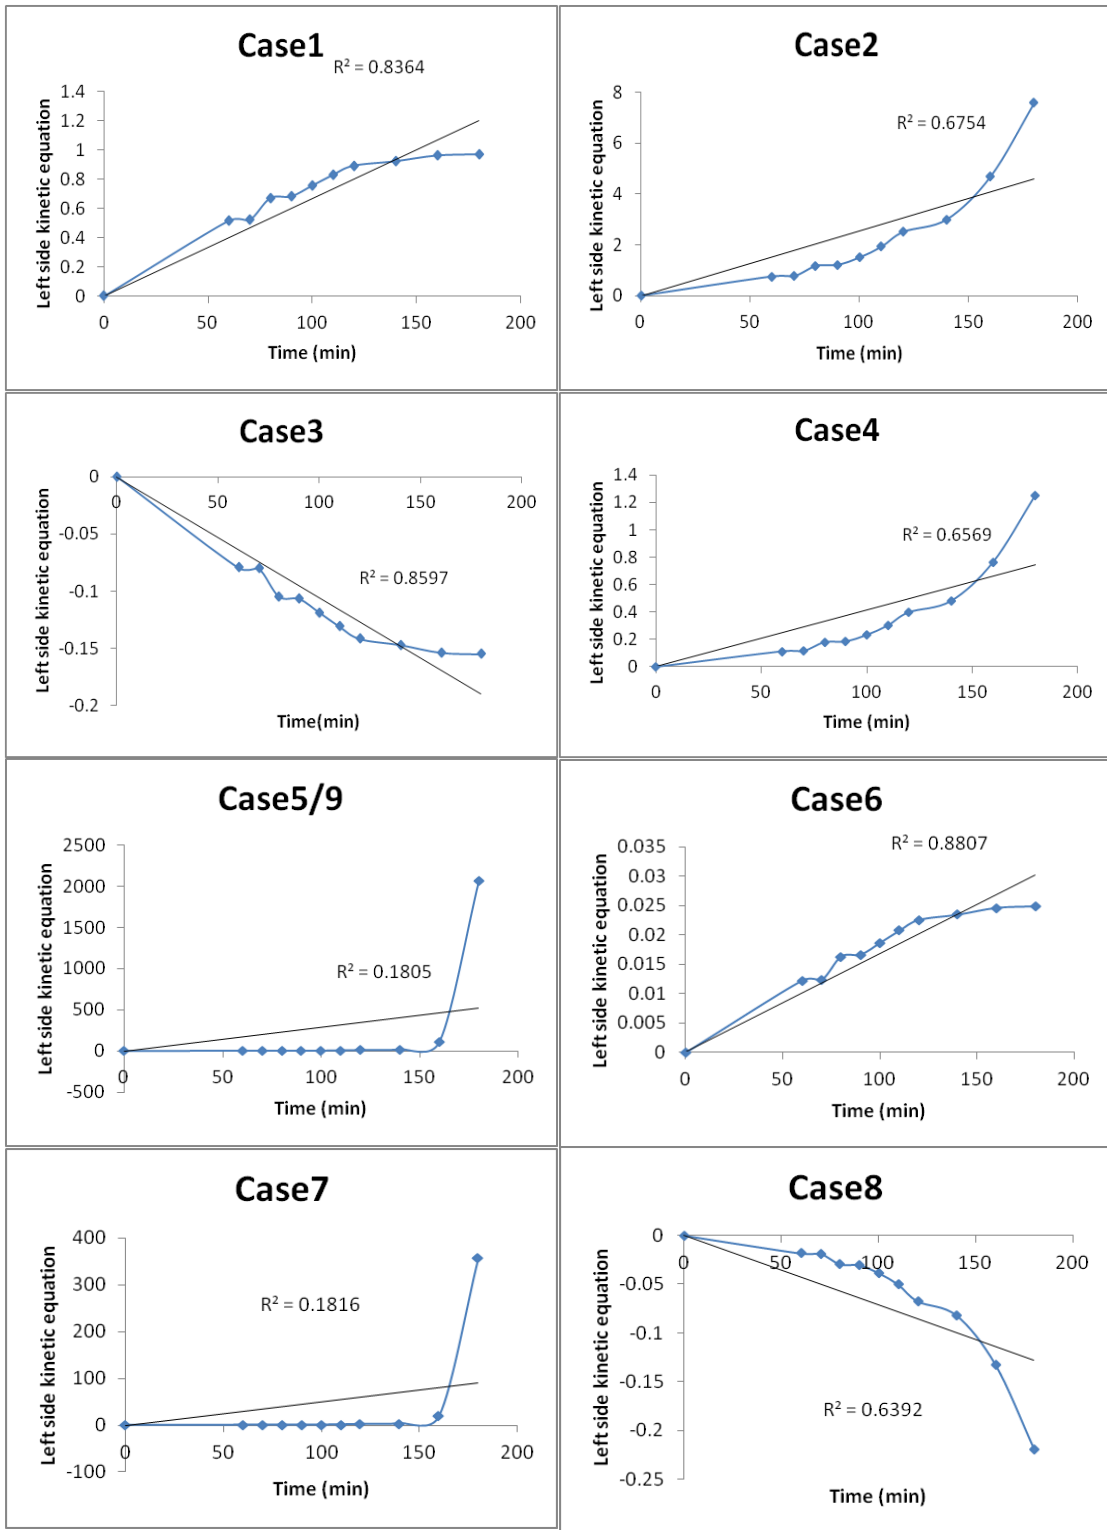 Case1
R² = 0.8364
Left side kinetic equation
1.4
1.2
1
0.8
0.6
0.4
0.2
0
0 50 100 150 200
Time (min)
Case2
R² = 0.6754
Left side kinetic equation
8
6
4
2
0
0 50 100 150 200
Time (min)
Case3
R² = 0.8597
Left side kinetic equation
0
-0.05
-0.1
-0.15
-0.2
0 50 100 150 200
Time(min)
Case4
R² = 0.6569
Left side kinetic equation
1.4
1.2
1
0.8
0.6
0.4
0.2
0
0 50 100 150 200
Time (min)
Case5/9
R² = 0.1805
Left side kinetic equation
2500
2000
1500
1000
500
0
-500
0 50 100 150 200
Time (min)
Case6
R² = 0.8807
Left side kinetic equation
0.035
0.03
0.025
0.02
0.015
0.01
0.005
0
0 50 100 150 200
Time (min)
Case7
R² = 0.1816
Left side kinetic equation
400
300
200
100
0
-100
0 50 100 150 200
Time (min)
Case8
R² = 0.6392
Left side kinetic equation
0
-0.05
-0.1
-0.15
-0.2
-0.25
0 50 100 150 200
Time (min)